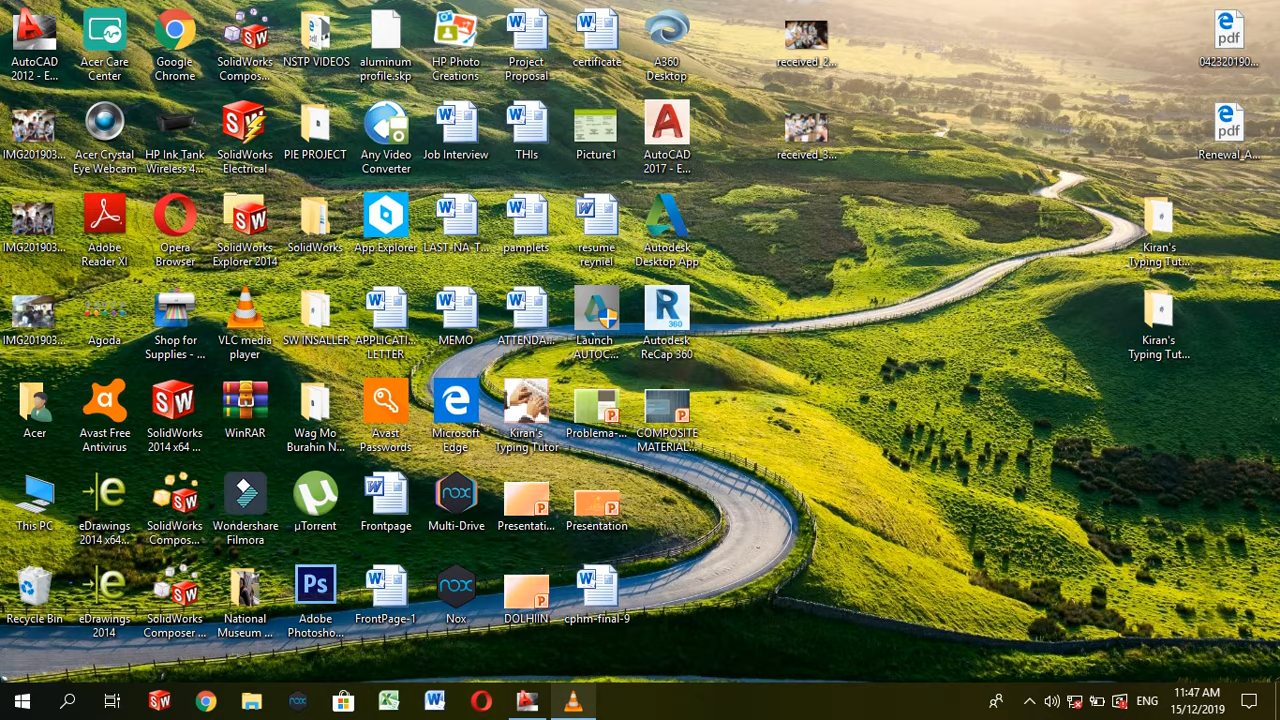 AutoCAD 2012 - E...
Acer Care Center
Google Chrome
SolidWorks Compos...
NSTP VIDEOS
aluminum profile.skp
HP Photo Creations
Project Proposal
certificate
A360 Desktop
received_2...
pdf
042320190...
IMG201903...
Acer Crystal Eye Webcam
HP Ink Tank Wireless 4...
SolidWorks Electrical
PIE PROJECT
Any Video Converter
Job Interview
THIs
Picture1
AutoCAD 2017 - E...
received_3...
pdf
Renewal_A...
IMG201903...
Adobe Reader XI
Opera Browser
SolidWorks Explorer 2014
SolidWorks
App Explorer
LAST-NA-T...
pamplets
resume reyniel
Autodesk Desktop App
Kiran's Typing Tut...
IMG201903...
Agoda
Shop for Supplies - ...
VLC media player
SW INSALLER
APPLICATI... LETTER
MEMO
ATTENDA...
Launch AUTOC...
R 360
Autodesk ReCap 360
Kiran's Typing Tut...
Acer
Avast Free Antivirus
SolidWorks 2014 x64 ...
WinRAR
Wag Mo Burahin N...
Avast Passwords
Microsoft Edge
Kiran's Typing Tutor
Problema-...
COMPOSITE MATERIAL...
This PC
eDrawings 2014 x64...
SolidWorks Compos...
Wondershare Filmora
µTorrent
Frontpage
nox
Multi-Drive
Presentati...
Presentation
Recycle Bin
eDrawings 2014
SolidWorks Composer ...
National Museum ...
Ps
Adobe Photosho...
FrontPage-1
nox
Nox
DOLHIIN
cphm-final-9
ENG
11:47 AM
15/12/2019